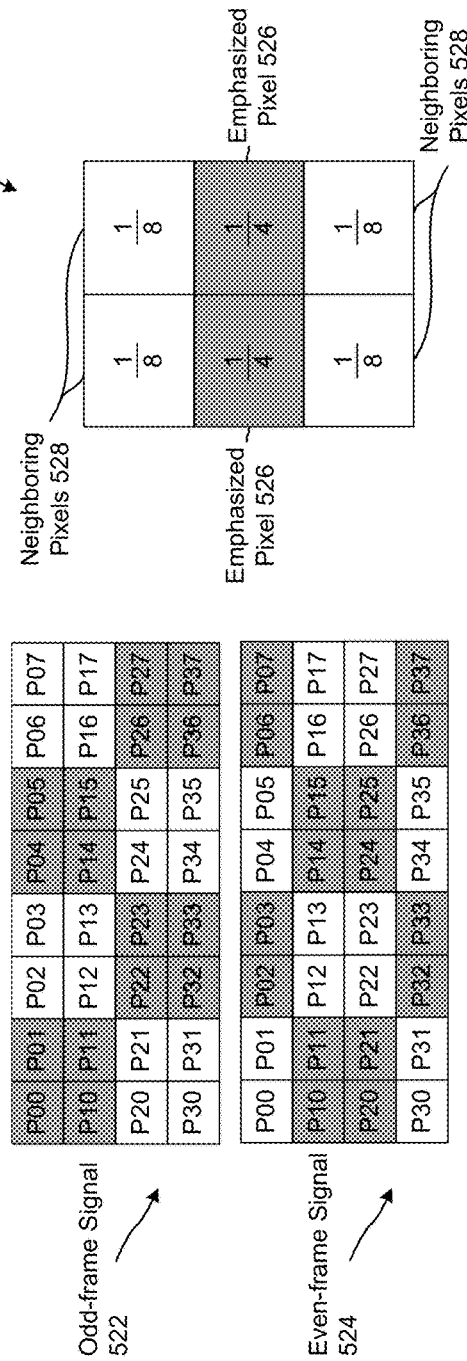 Odd-frame Signal
522
P00 P01 P02 P03 P04 P05 P06 P07
P10 P11 P12 P13 P14 P15 P16 P17
P20 P21 P22 P23 P24 P25 P26 P27
P30 P31 P32 P33 P34 P35 P36 P37
Even-frame Signal
524
P00 P01 P02 P03 P04 P05 P06 P07
P10 P11 P12 P13 P14 P15 P16 P17
P20 P21 P22 P23 P24 P25 P26 P27
P30 P31 P32 P33 P34 P35 P36 P37
Neighboring
Pixels 528
Emphasized
Pixel 526
1/8 1/8
1/4 1/4
1/8 1/8
Emphasized
Pixel 526
Neighboring
Pixels 528